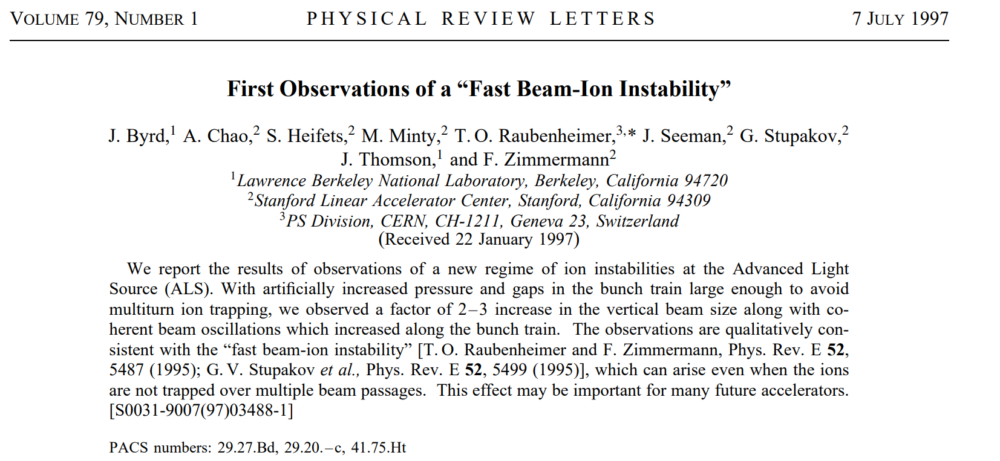 VOLUME 79, NUMBER 1 PHYSICAL REVIEW LETTERS 7 JULY 1997
First Observations of a “Fast Beam-Ion Instability”
J. Byrd,1 A. Chao,2 S. Heifets,2 M. Minty,2 T. O. Raubenheimer,3,* J. Seeman,2 G. Stupakov,2
J. Thomson,1 and F. Zimmermann2
1Lawrence Berkeley National Laboratory, Berkeley, California 94720
2Stanford Linear Accelerator Center, Stanford, California 94309
3PS Division, CERN, CH-1211, Geneva 23, Switzerland
(Received 22 January 1997)
We report the results of observations of a new regime of ion instabilities at the Advanced Light
Source (ALS). With artificially increased pressure and gaps in the bunch train large enough to avoid
multiturn ion trapping, we observed a factor of 2–3 increase in the vertical beam size along with co-
herent beam oscillations which increased along the bunch train. The observations are qualitatively con-
sistent with the “fast beam-ion instability” [T. O. Raubenheimer and F. Zimmermann, Phys. Rev. E 52,
5487 (1995); G. V. Stupakov et al., Phys. Rev. E 52, 5499 (1995)], which can arise even when the ions
are not trapped over multiple beam passages. This effect may be important for many future accelerators.
[S0031-9007(97)03488-1]
PACS numbers: 29.27.Bd, 29.20.–c, 41.75.Ht